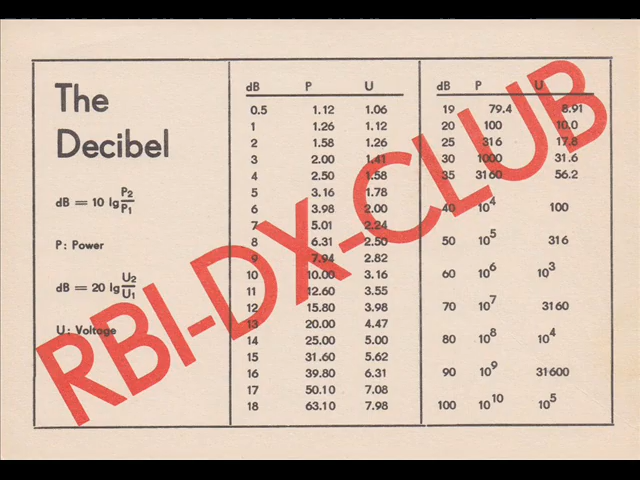 The
Decibel
dB = 10 lg P2/P1
P: Power
dB = 20 lg U2/U1
U: Voltage
dB P U
0.5 1.12 1.06
1 1.26 1.12
2 1.58 1.26
3 2.00 1.41
4 2.50 1.58
5 3.16 1.78
6 3.98 2.00
7 5.01 2.24
8 6.31 2.50
9 7.94 2.82
10 10.00 3.16
11 12.60 3.55
12 15.80 3.98
13 20.00 4.47
14 25.00 5.00
15 31.60 5.62
16 39.80 6.31
17 50.10 7.08
18 63.10 7.98
dB P U
19 79.4 8.91
20 100 10.0
25 316 17.8
30 1000 31.6
35 3160 56.2
40 10^4 100
50 10^5 316
60 10^6 10^3
70 10^7 3160
80 10^8 10^4
90 10^9 31600
100 10^10 10^5
RBI-DX-CLUB